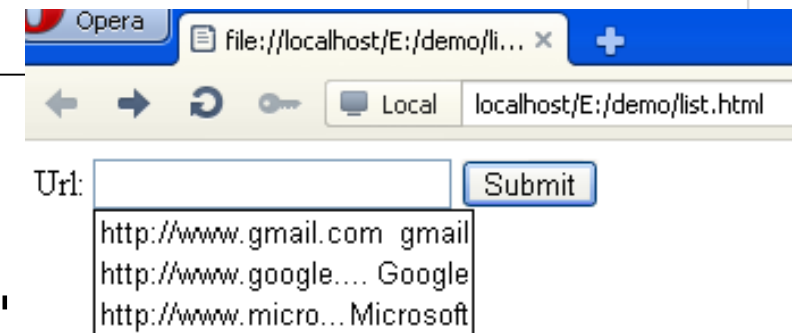 Opera
file://localhost/E:/demo/li... ×
Local localhost/E:/demo/list.html
Url: Submit
http://www.gmail.com gmail
http://www.google.... Google
http://www.micro... Microsoft